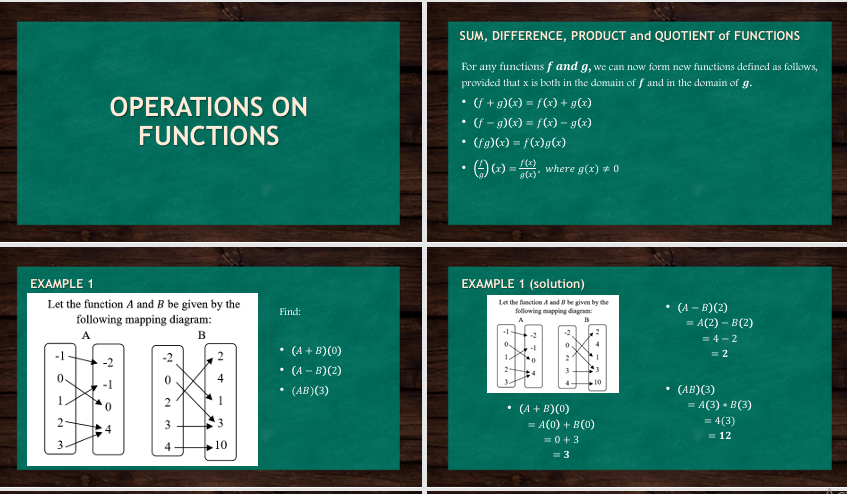 OPERATIONS ON
FUNCTIONS
SUM, DIFFERENCE, PRODUCT and QUOTIENT of FUNCTIONS
For any functions f and g, we can now form new functions defined as follows,
provided that x is both in the domain of f and in the domain of g.
• (f + g)(x) = f(x) + g(x)
• (f − g)(x) = f(x) − g(x)
• (fg)(x) = f(x)g(x)
• (f/g)(x) = f(x)/g(x), where g(x) ≠ 0
EXAMPLE 1
Let the function A and B be given by the
following mapping diagram:
A B
-1 -2 -2 2
0 -1 0 4
1 0 2 1
2 4 3 3
3 4 10
Find:
• (A + B)(0)
• (A − B)(2)
• (AB)(3)
EXAMPLE 1 (solution)
Let the function A and B be given by the
following mapping diagram:
A B
-1 -2 -2 2
0 -1 0 4
1 0 2 1
2 4 3 3
3 4 10
• (A + B)(0)
= A(0) + B(0)
= 0 + 3
= 3
• (A − B)(2)
= A(2) − B(2)
= 4 − 2
= 2
• (AB)(3)
= A(3) ∗ B(3)
= 4(3)
= 12